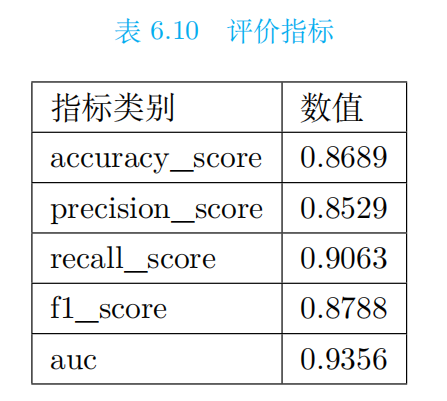 表 6.10 评价指标
指标类别 数值
accuracy_score 0.8689
precision_score 0.8529
recall_score 0.9063
f1_score 0.8788
auc 0.9356